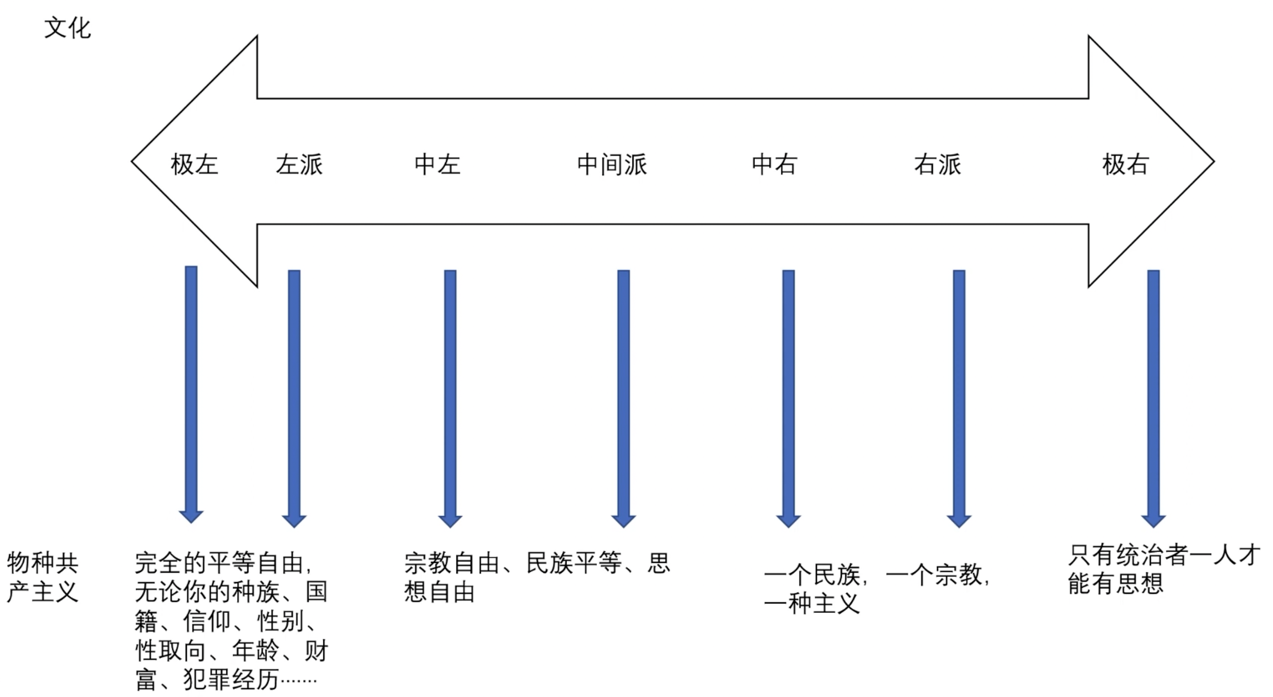 文化
极左 左派 中左 中间派 中右 右派 极右
物种共
产主义
完全的平等自由,
无论你的种族、国
籍、信仰、性别、
性取向、年龄、财
富、犯罪经历……
宗教自由、民族平等、思
想自由
一个民族, 一个宗教,
一种主义
只有统治者一人才
能有思想